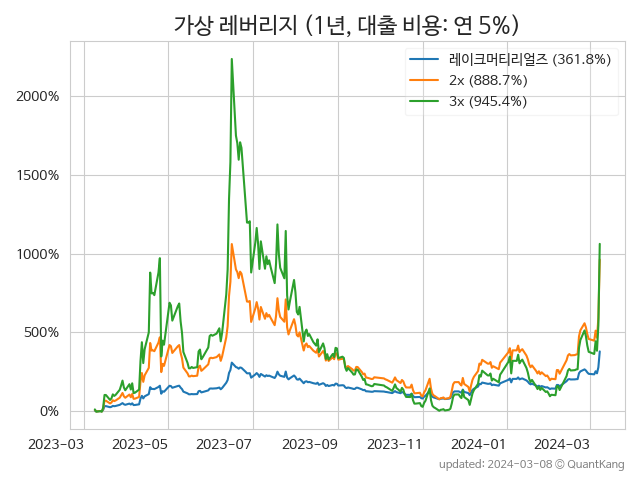 가상 레버리지 (1년, 대출 비용: 연 5%)
레이크머티리얼즈 (361.8%)
2x (888.7%)
3x (945.4%)
2000%
1500%
1000%
500%
0%
2023-03 2023-05 2023-07 2023-09 2023-11 2024-01 2024-03
updated: 2024-03-08 © QuantKang